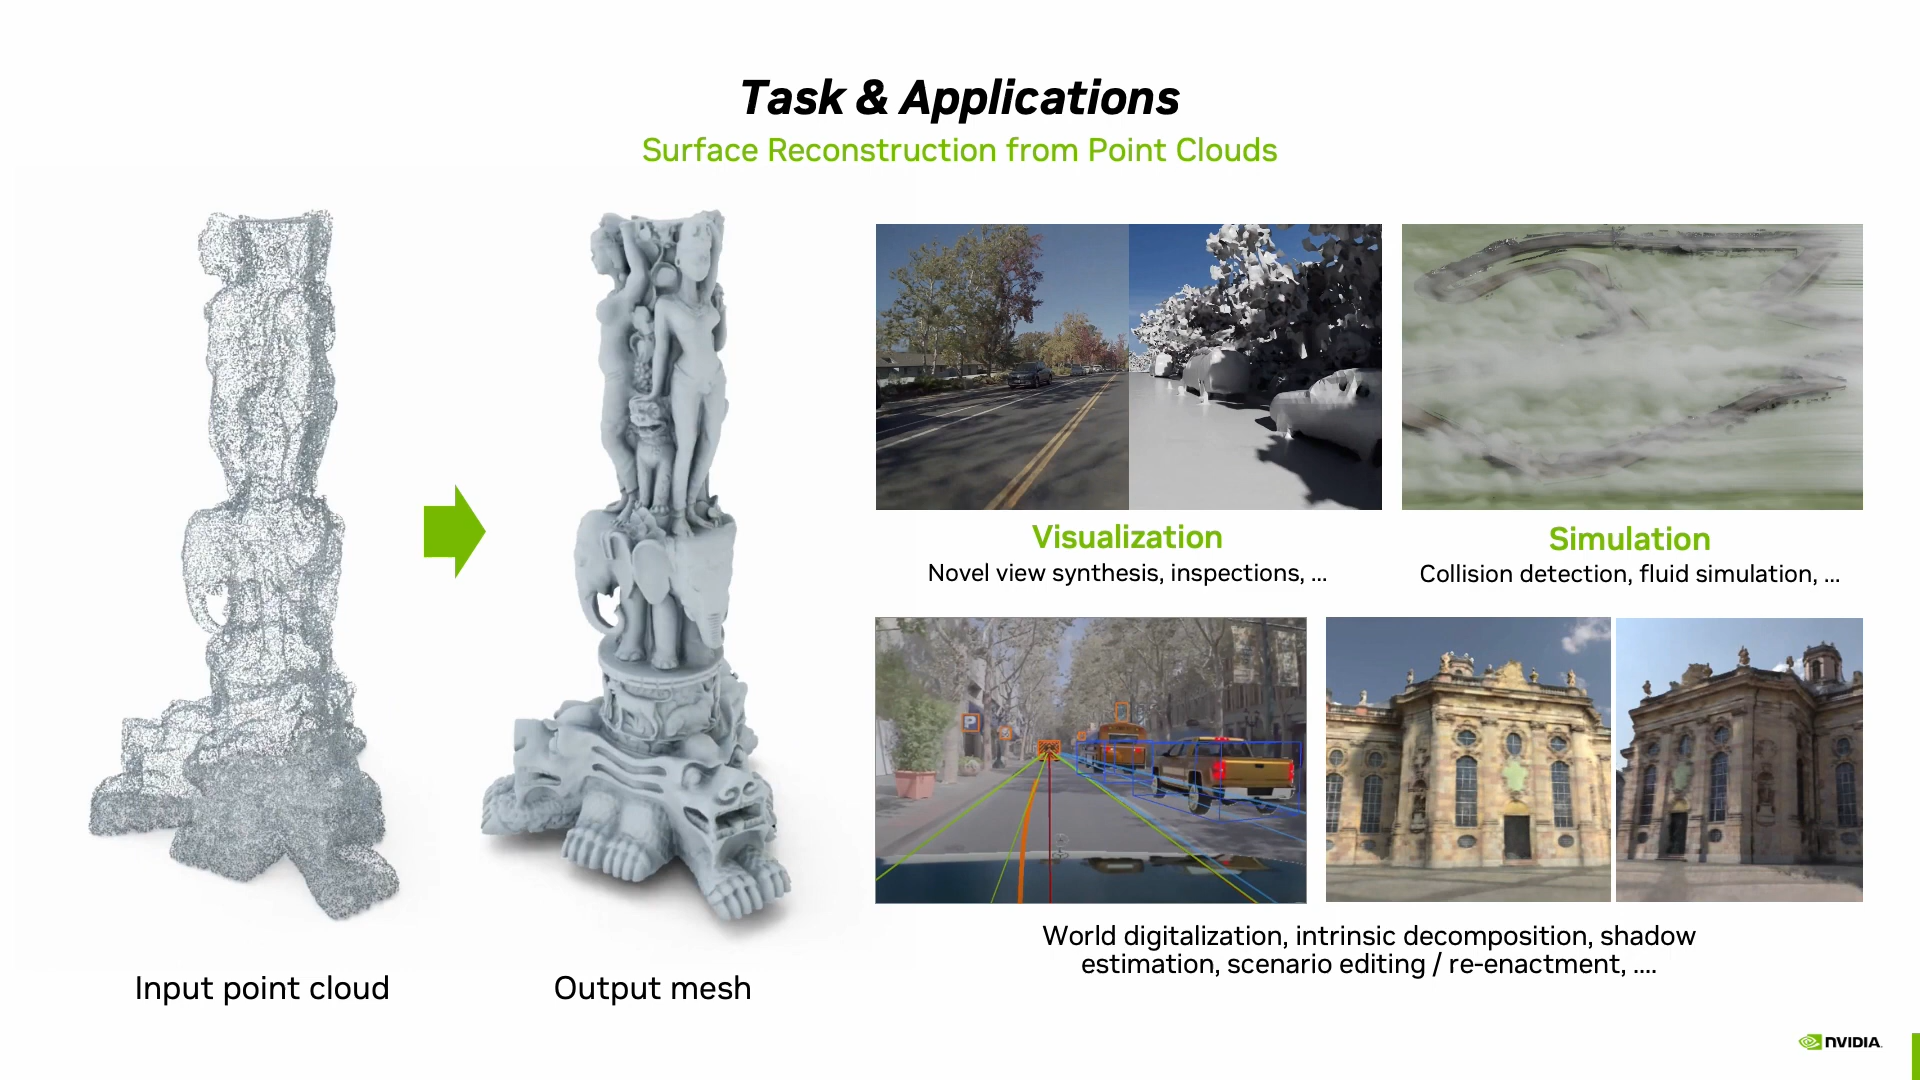 Task & Applications
Surface Reconstruction from Point Clouds
Input point cloud
Output mesh
Visualization
Novel view synthesis, inspections, ...
Simulation
Collision detection, fluid simulation, ...
P
World digitalization, intrinsic decomposition, shadow
estimation, scenario editing / re-enactment, ....
NVIDIA.